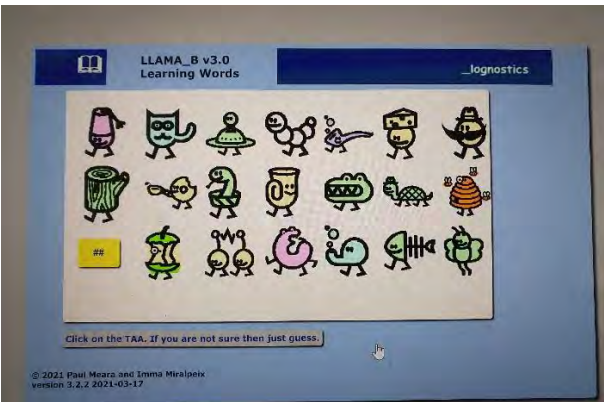 LLAMA_B v3.0
Learning Words
_lognostics
##
Click on the TAA. If you are not sure then just guess.
© 2021 Paul Meara and Imma Miralpeix
version 3.2.2 2021-03-17